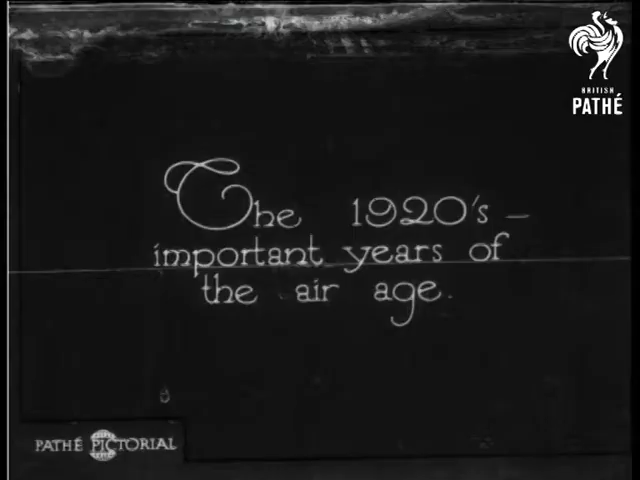 BRITISH
PATHÉ
The 1920's –
important years of
the air age.
PATHÉ PICTORIAL